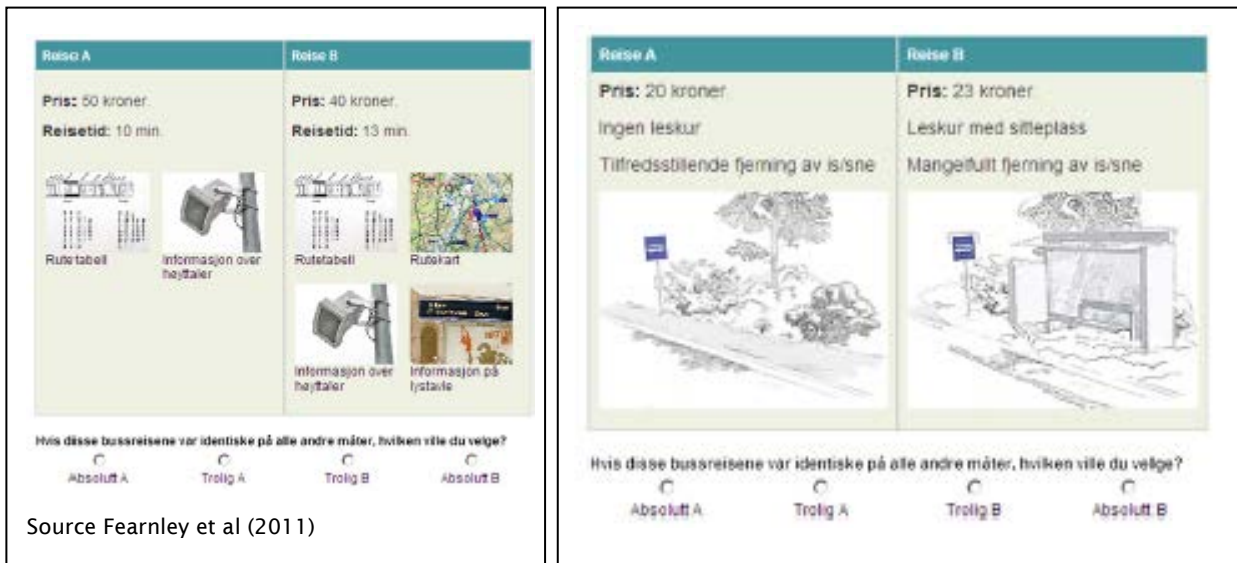 Reise A
Reise B
Pris: 50 kroner.
Pris: 40 kroner.
Reisetid: 10 min.
Reisetid: 13 min.
Rutetabell
Informasjon over
høyttaler
Rutetabell
Rutekart
Informasjon over
høyttaler
Informasjon på
lystavle
Hvis disse bussreisene var identiske på alle andre måter, hvilken ville du velge?
Absolutt A
Trolig A
Trolig B
Absolutt B
Source Fearnley et al (2011)
Reise A
Reise B
Pris: 20 kroner.
Pris: 23 kroner.
Ingen leskur
Leskur med sitteplass
Tilfredsstillende fjerning av is/snø
Mangelfullt fjerning av is/snø
Hvis disse bussreisene var identiske på alle andre måter, hvilken ville du velge?
Absolutt A
Trolig A
Trolig B
Absolutt B